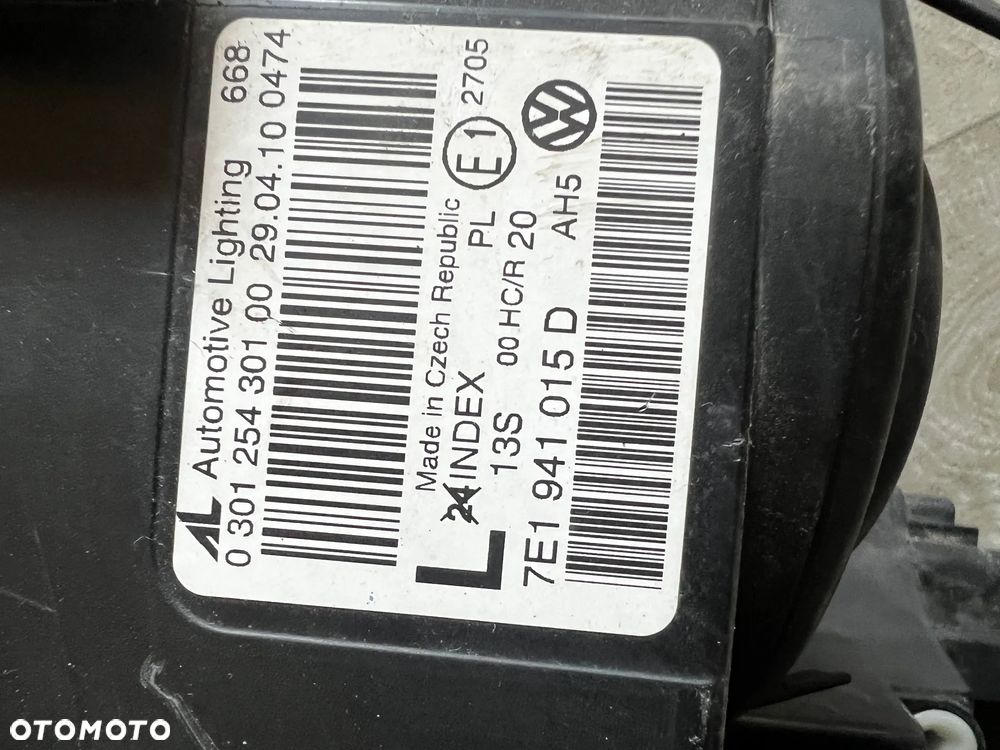 AL Automotive Lighting 668
0 301 254 301 00 29.04.10 0474
Made in Czech Republic
L 24 INDEX PL E1 2705
13S 00 HC/R 20
7E1 941 015 D AH5
OTOMOTO